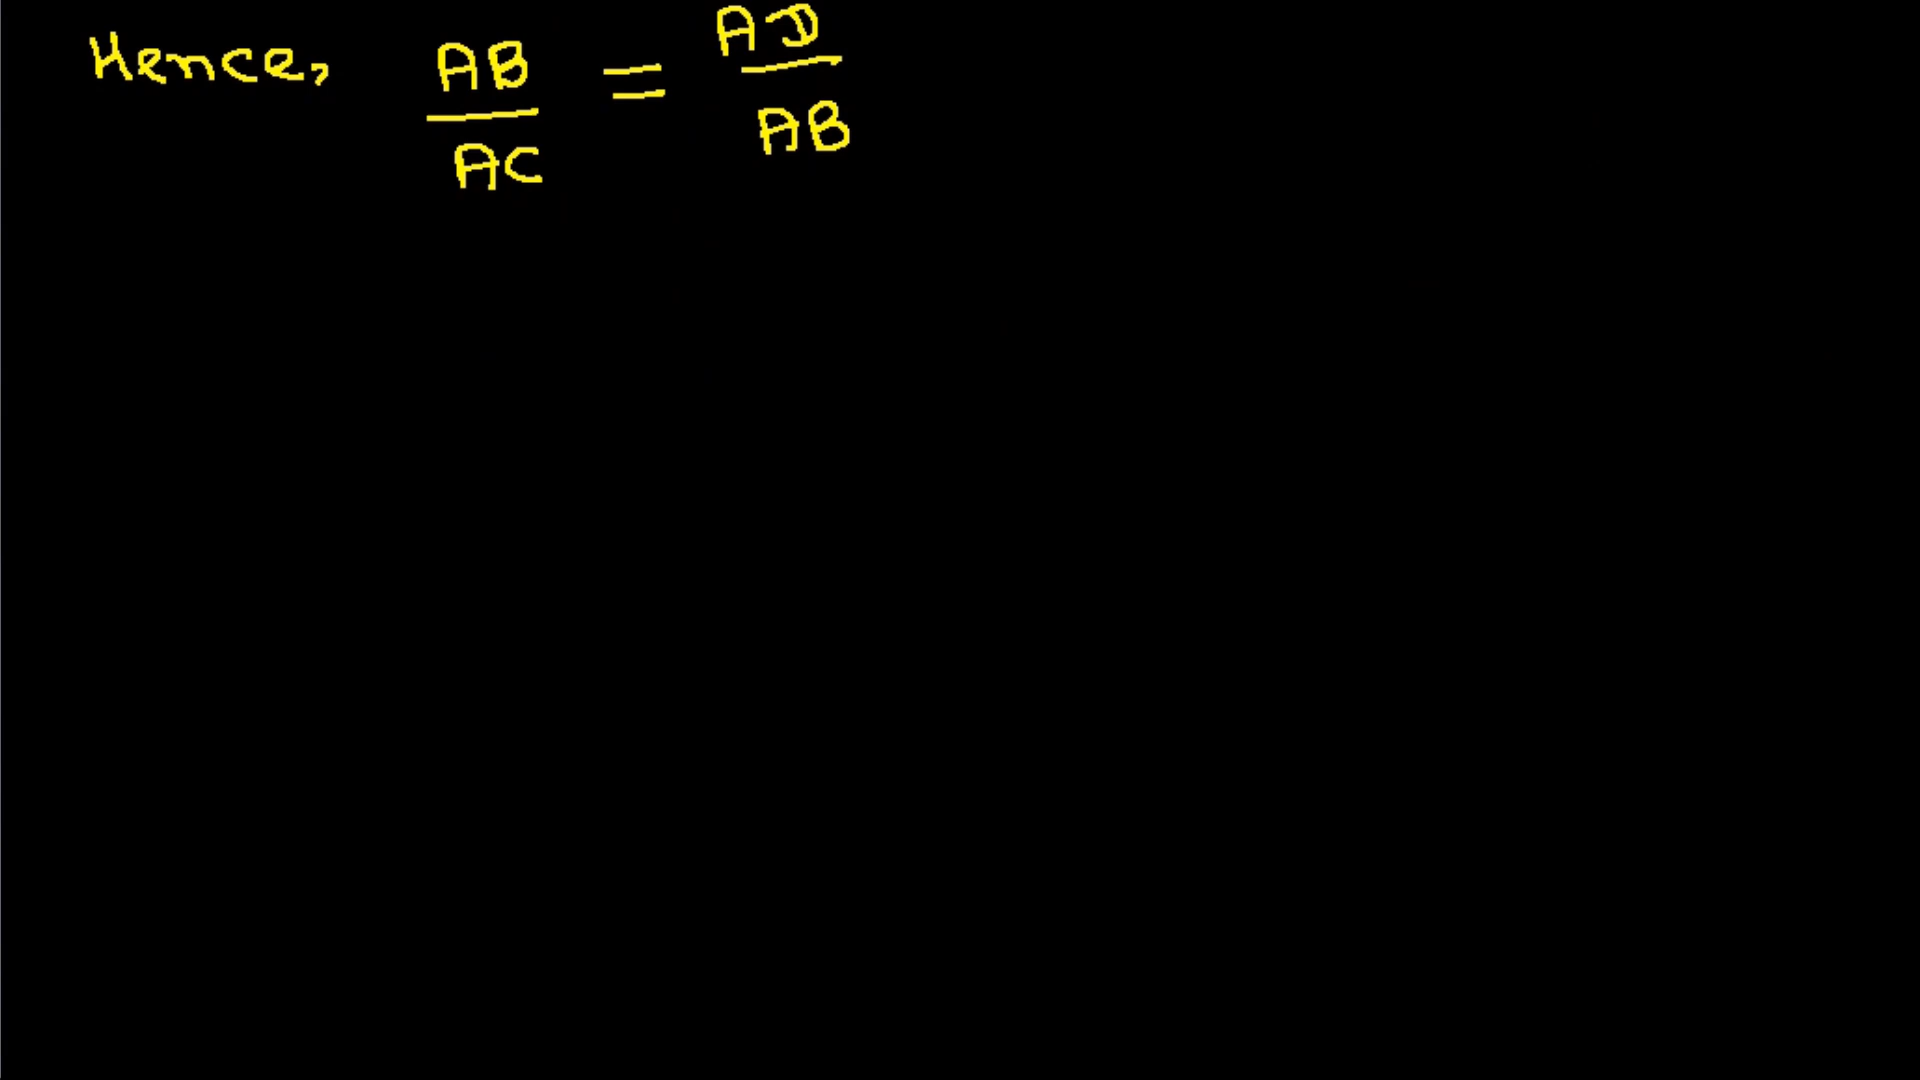 Hence, AB/AC = AD/AB